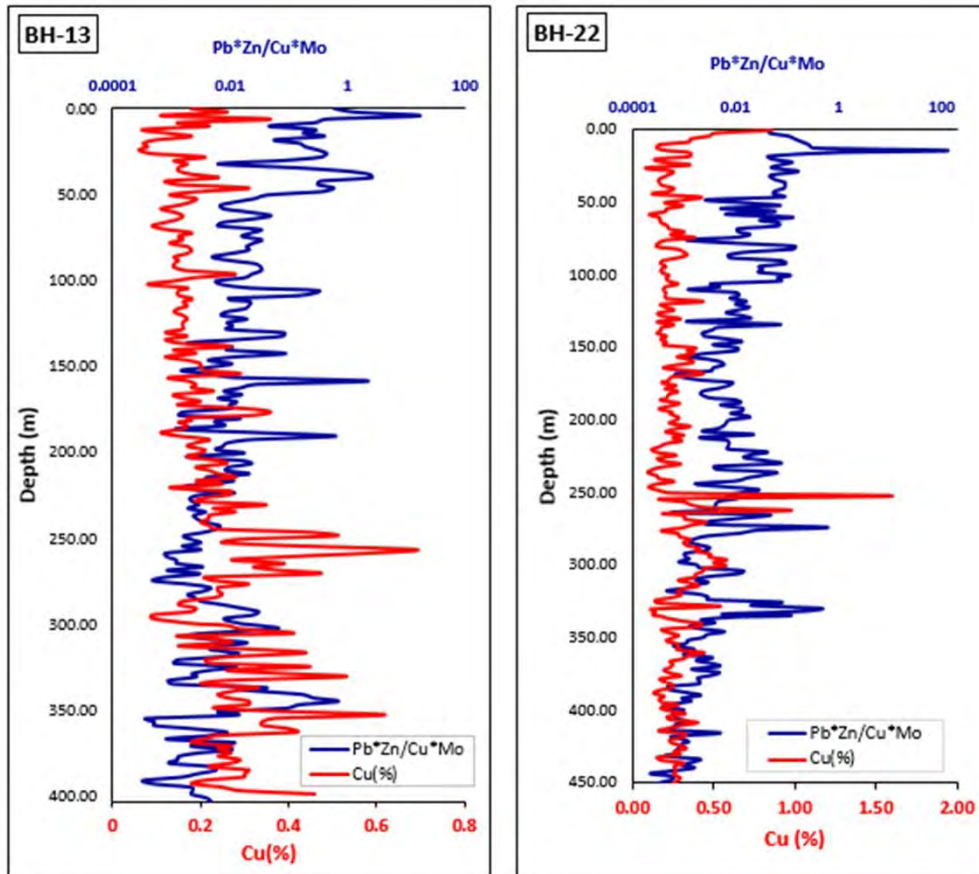 BH-13
Pb*Zn/Cu*Mo
0.0001 0.01 1 100
0.00
50.00
100.00
150.00
200.00
250.00
300.00
350.00
400.00
Depth (m)
Pb*Zn/Cu*Mo
Cu(%)
0 0.2 0.4 0.6 0.8
Cu(%)
BH-22
Pb*Zn/Cu*Mo
0.0001 0.01 1 100
0.00
50.00
100.00
150.00
200.00
250.00
300.00
350.00
400.00
450.00
Depth (m)
Pb*Zn/Cu*Mo
Cu(%)
0.00 0.50 1.00 1.50 2.00
Cu (%)